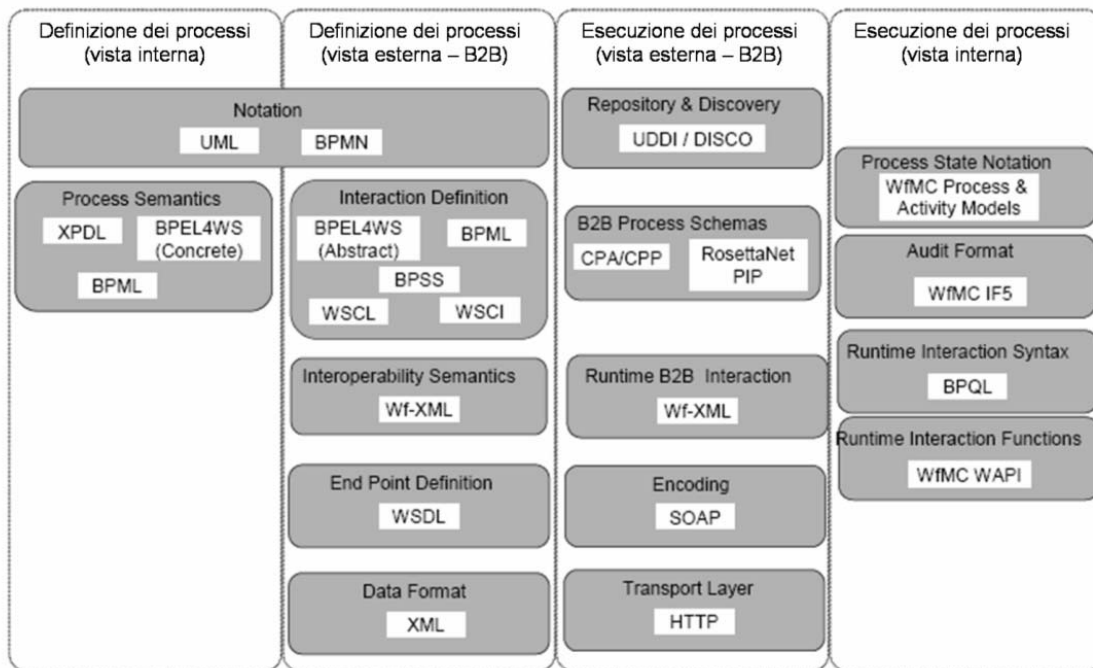 Definizione dei processi
(vista interna)
Definizione dei processi
(vista esterna – B2B)
Esecuzione dei processi
(vista esterna – B2B)
Esecuzione dei processi
(vista interna)
Notation
UML
BPMN
Process Semantics
XPDL
BPEL4WS
(Concrete)
BPML
Interaction Definition
BPEL4WS
(Abstract)
BPML
BPSS
WSCL
WSCI
Interoperability Semantics
Wf-XML
End Point Definition
WSDL
Data Format
XML
Repository & Discovery
UDDI / DISCO
B2B Process Schemas
CPA/CPP
RosettaNet
PIP
Runtime B2B Interaction
Wf-XML
Encoding
SOAP
Transport Layer
HTTP
Process State Notation
WfMC Process &
Activity Models
Audit Format
WfMC IF5
Runtime Interaction Syntax
BPQL
Runtime Interaction Functions
WfMC WAPI